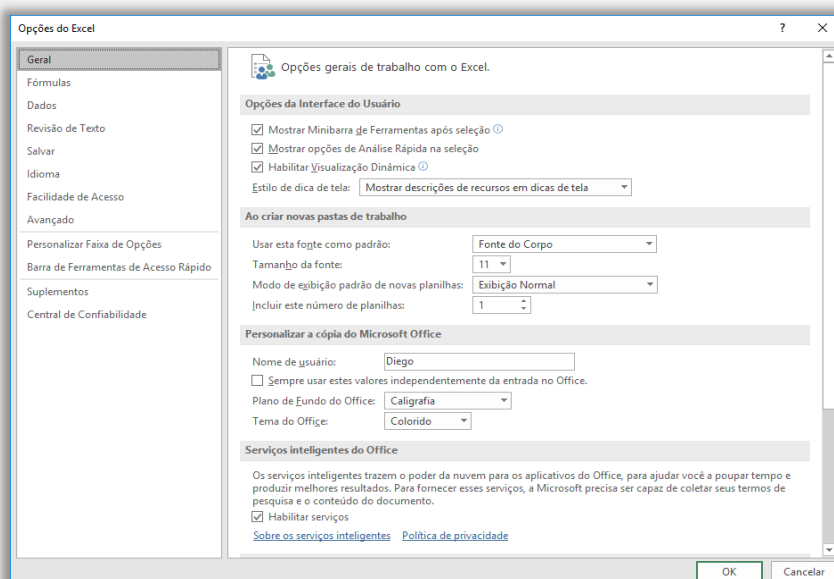 Opções do Excel ? ×
Geral
Fórmulas
Dados
Revisão de Texto
Salvar
Idioma
Facilidade de Acesso
Avançado
Personalizar Faixa de Opções
Barra de Ferramentas de Acesso Rápido
Suplementos
Central de Confiabilidade
Opções gerais de trabalho com o Excel.
Opções da Interface do Usuário
Mostrar Minibarra de Ferramentas após seleção
Mostrar opções de Análise Rápida na seleção
Habilitar Visualização Dinâmica
Estilo de dica de tela: Mostrar descrições de recursos em dicas de tela
Ao criar novas pastas de trabalho
Usar esta fonte como padrão: Fonte do Corpo
Tamanho da fonte: 11
Modo de exibição padrão de novas planilhas: Exibição Normal
Incluir este número de planilhas: 1
Personalizar a cópia do Microsoft Office
Nome de usuário: Diego
Sempre usar estes valores independentemente da entrada no Office.
Plano de Fundo do Office: Caligrafia
Tema do Office: Colorido
Serviços inteligentes do Office
Os serviços inteligentes trazem o poder da nuvem para os aplicativos do Office, para ajudar você a poupar tempo e
produzir melhores resultados. Para fornecer esses serviços, a Microsoft precisa ser capaz de coletar seus termos de
pesquisa e o conteúdo do documento.
Habilitar serviços
Sobre os serviços inteligentes Política de privacidade
OK Cancelar